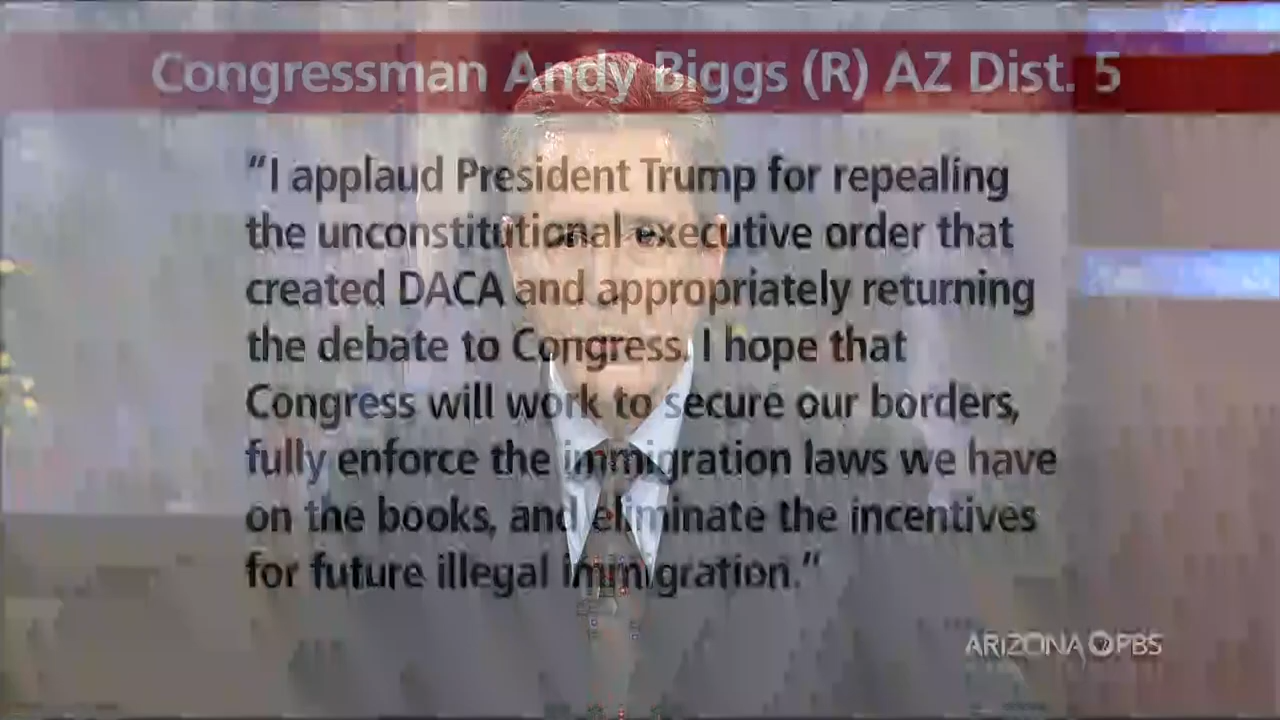 Congressman Andy Biggs (R) AZ Dist. 5
“I applaud President Trump for repealing
the unconstitutional executive order that
created DACA and appropriately returning
the debate to Congress. I hope that
Congress will work to secure our borders,
fully enforce the immigration laws we have
on the books, and eliminate the incentives
for future illegal immigration.”
ARIZONA PBS